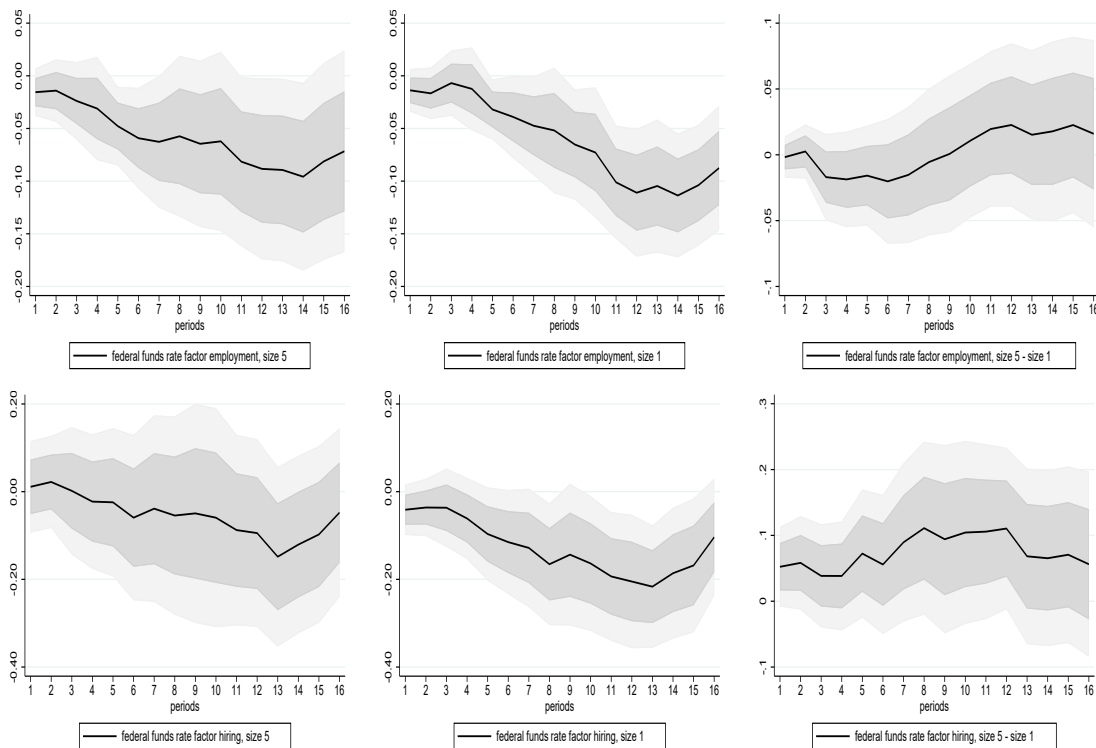 0.05
0.00
-0.05
-0.10
-0.15
-0.20
1 2 3 4 5 6 7 8 9 10 11 12 13 14 15 16
periods
federal funds rate factor employment, size 5
0.05
0.00
-0.05
-0.10
-0.15
-0.20
1 2 3 4 5 6 7 8 9 10 11 12 13 14 15 16
periods
federal funds rate factor employment, size 1
.1
.05
0
-.05
-.1
1 2 3 4 5 6 7 8 9 10 11 12 13 14 15 16
periods
federal funds rate factor employment, size 5 - size 1
0.20
0.00
-0.20
-0.40
1 2 3 4 5 6 7 8 9 10 11 12 13 14 15 16
periods
federal funds rate factor hiring, size 5
0.20
0.00
-0.20
-0.40
1 2 3 4 5 6 7 8 9 10 11 12 13 14 15 16
periods
federal funds rate factor hiring, size 1
.3
.2
.1
0
-.1
1 2 3 4 5 6 7 8 9 10 11 12 13 14 15 16
periods
federal funds rate factor hiring, size 5 - size 1